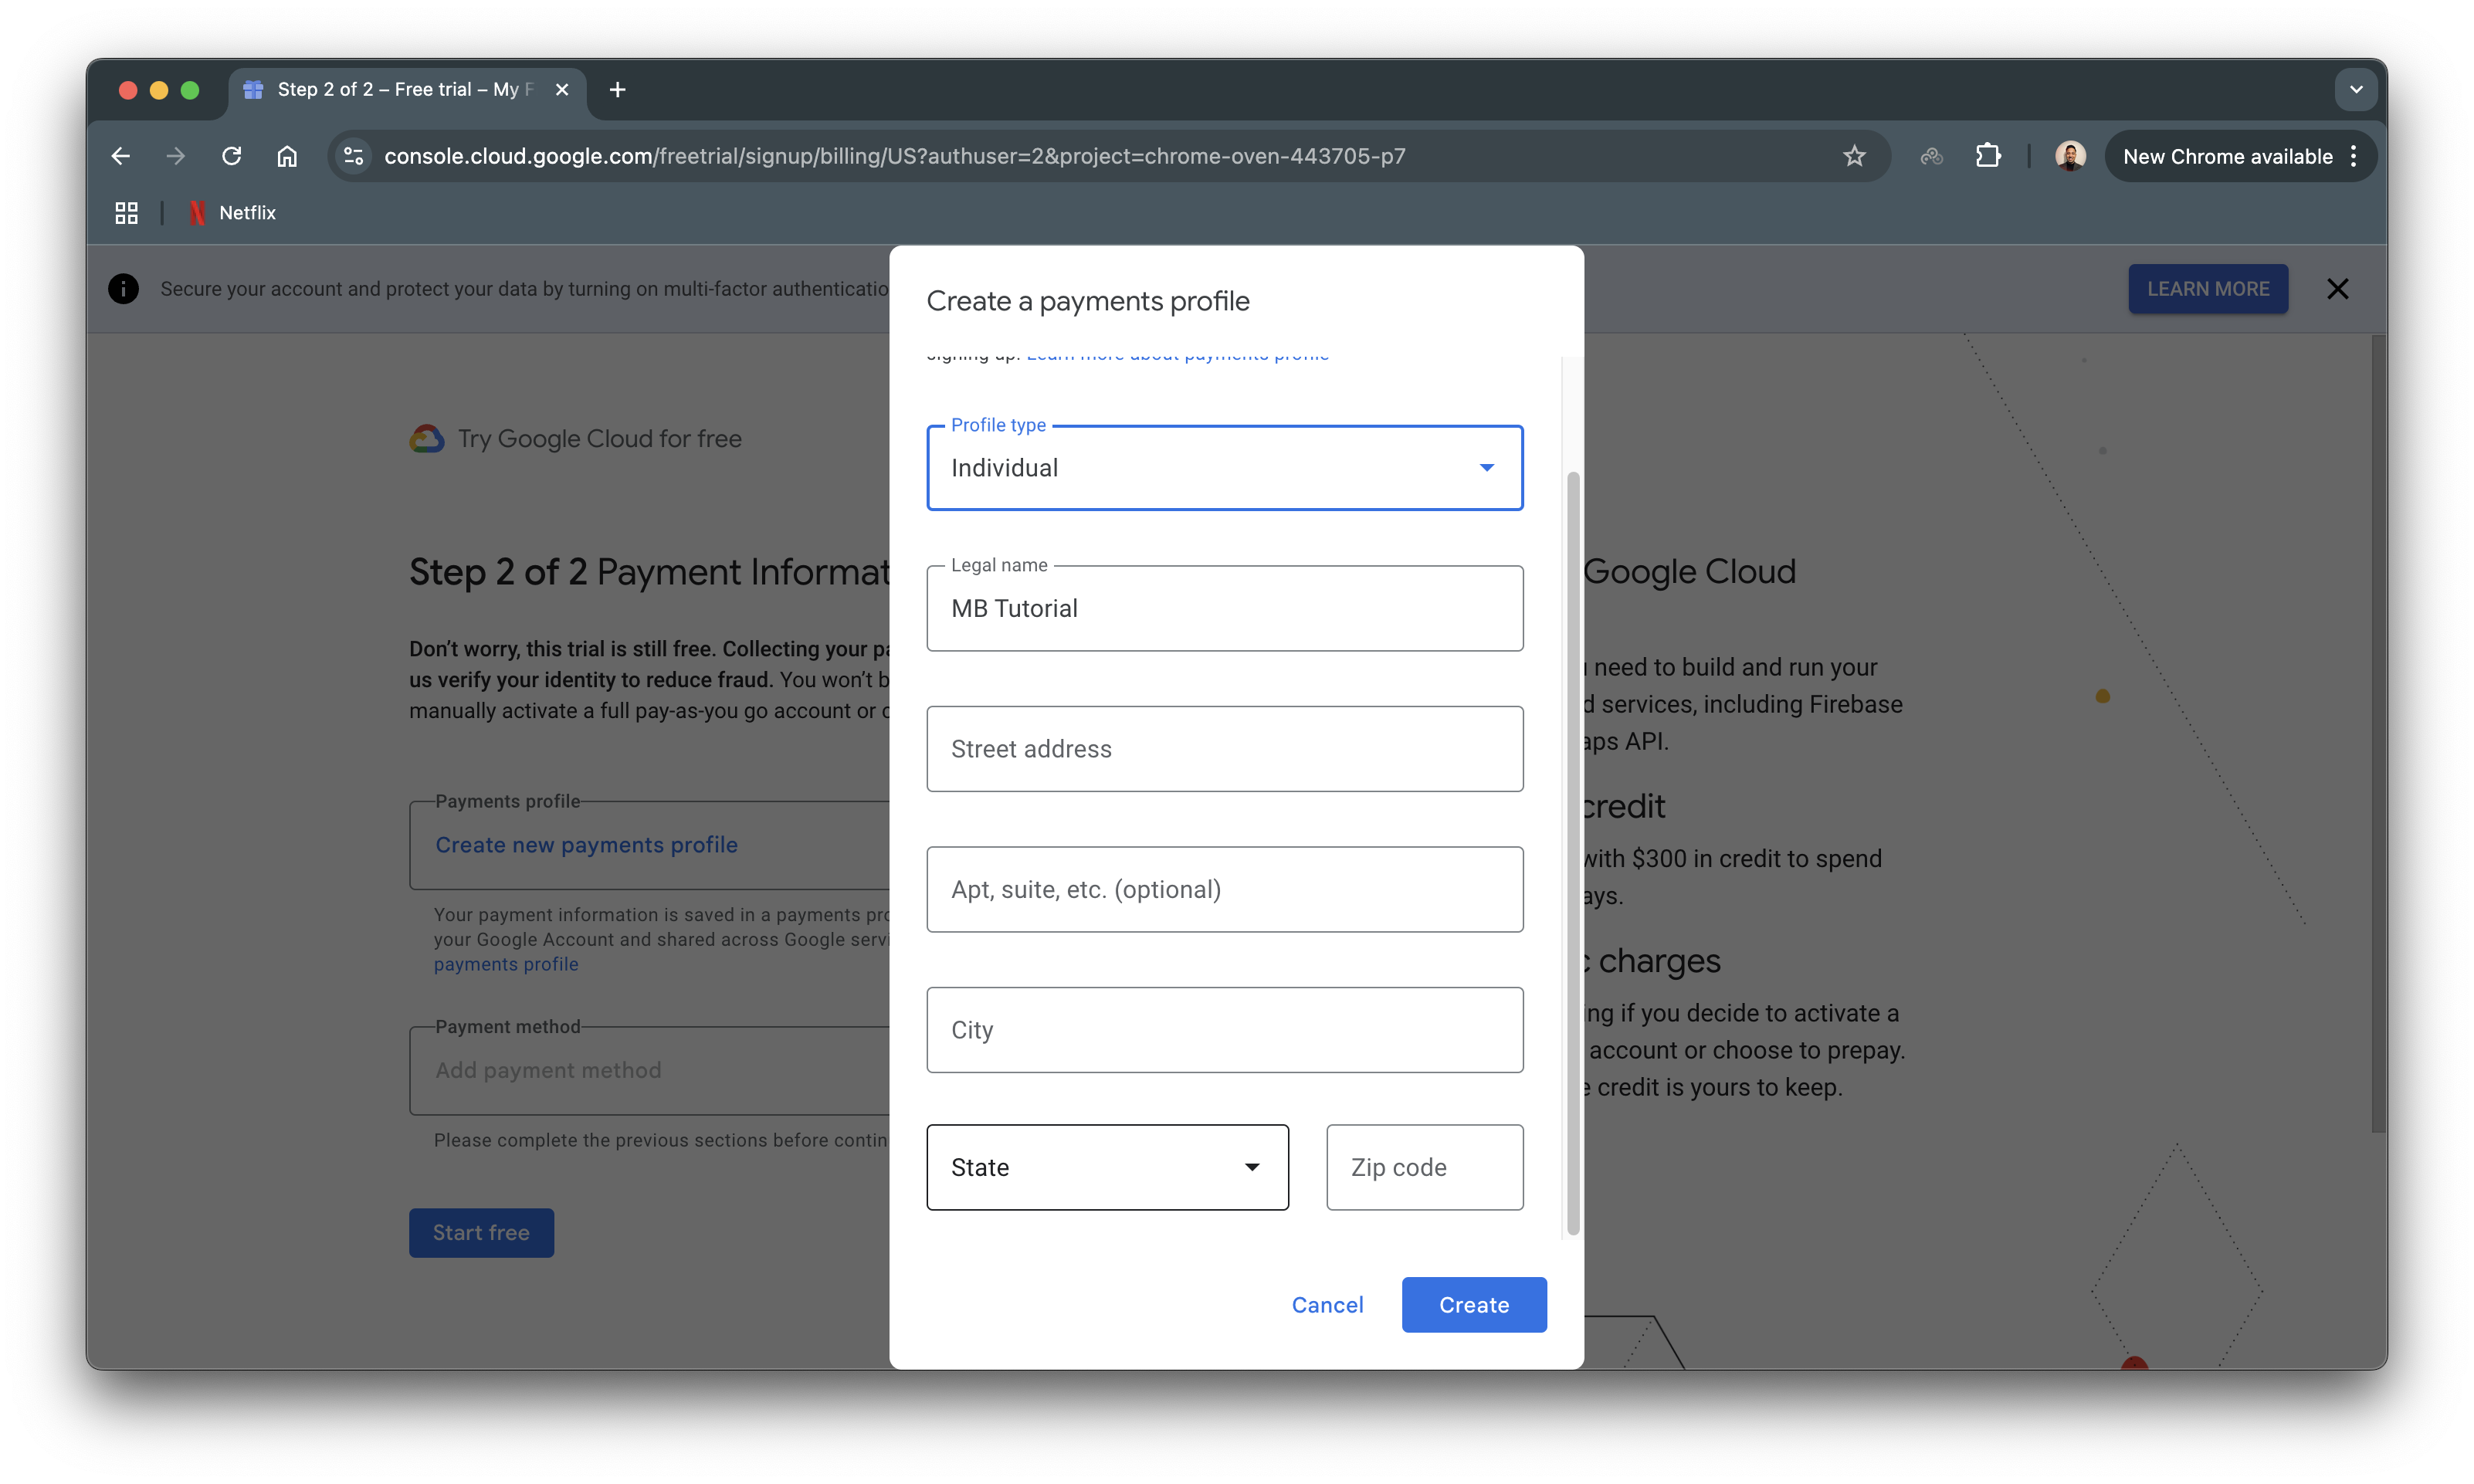 Step 2 of 2 – Free trial – My F
console.cloud.google.com/freetrial/signup/billing/US?authuser=2&project=chrome-oven-443705-p7
New Chrome available
Netflix
Secure your account and protect your data by turning on multi-factor authenticatio
LEARN MORE
Try Google Cloud for free
Step 2 of 2 Payment Informat
Don’t worry, this trial is still free. Collecting your pa
us verify your identity to reduce fraud. You won’t b
manually activate a full pay-as-you go account or c
Payments profile
Create new payments profile
Your payment information is saved in a payments pro
your Google Account and shared across Google servi
payments profile
Payment method
Add payment method
Please complete the previous sections before contin
Start free
Create a payments profile
signing up. Learn more about payments profile
Profile type
Individual
Legal name
MB Tutorial
Street address
Apt, suite, etc. (optional)
City
State
Zip code
Cancel
Create
Google Cloud
need to build and run your
d services, including Firebase
aps API.
credit
with $300 in credit to spend
ays.
c charges
ing if you decide to activate a
account or choose to prepay.
e credit is yours to keep.